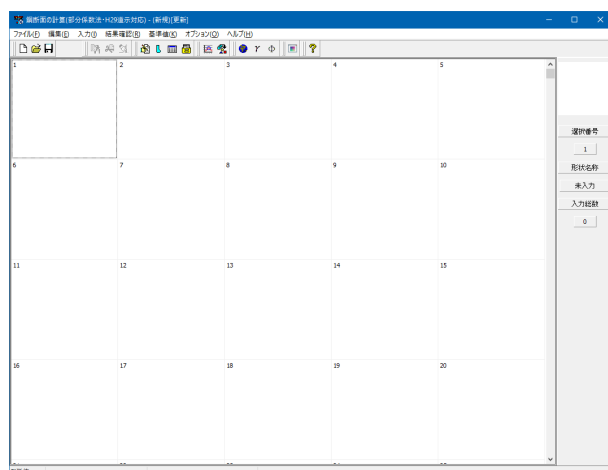 鋼断面の計算(部分係数法・H29道示対応) - (新規)[更新]
ファイル(F) 編集(E) 入力(I) 結果確認(R) 基準値(K) オプション(O) ヘルプ(H)
γ Φ ?
1 2 3 4 5
選択番号
1
6 7 8 9 10
形状名称
未入力
入力総数
0
11 12 13 14 15
16 17 18 19 20